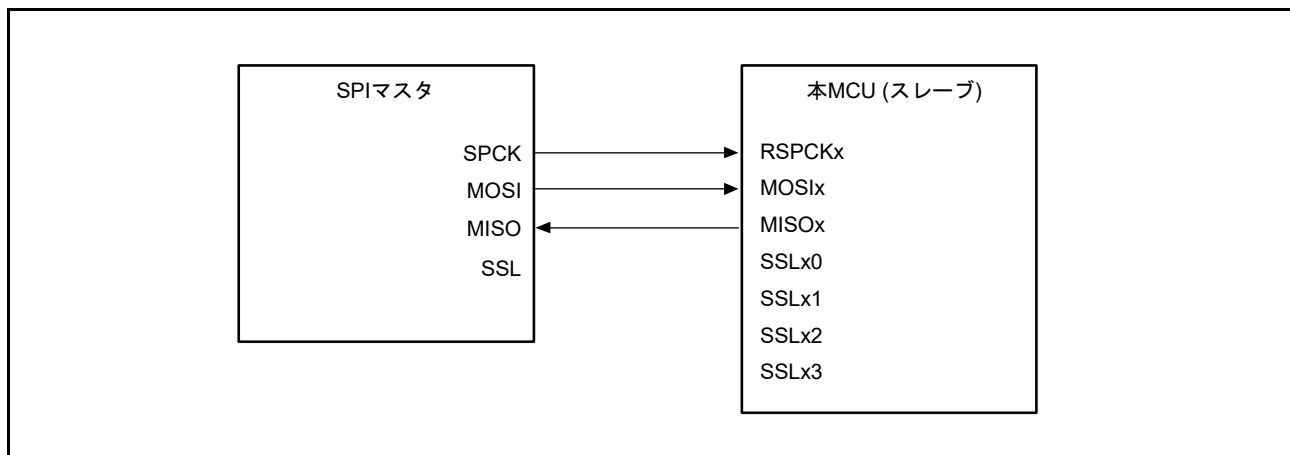 SPIマスタ
SPCK
MOSI
MISO
SSL
本MCU (スレーブ)
RSPCKx
MOSIx
MISOx
SSLx0
SSLx1
SSLx2
SSLx3